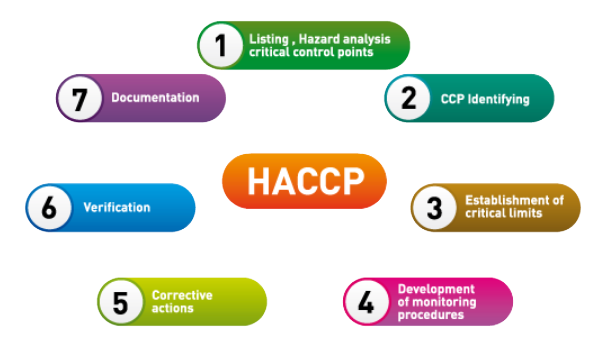 1
Listing , Hazard analysis
critical control points
7
Documentation
2
CCP Identifying
HACCP
6
Verification
3
Establishment of
critical limits
5
Corrective
actions
4
Development
of monitoring
procedures